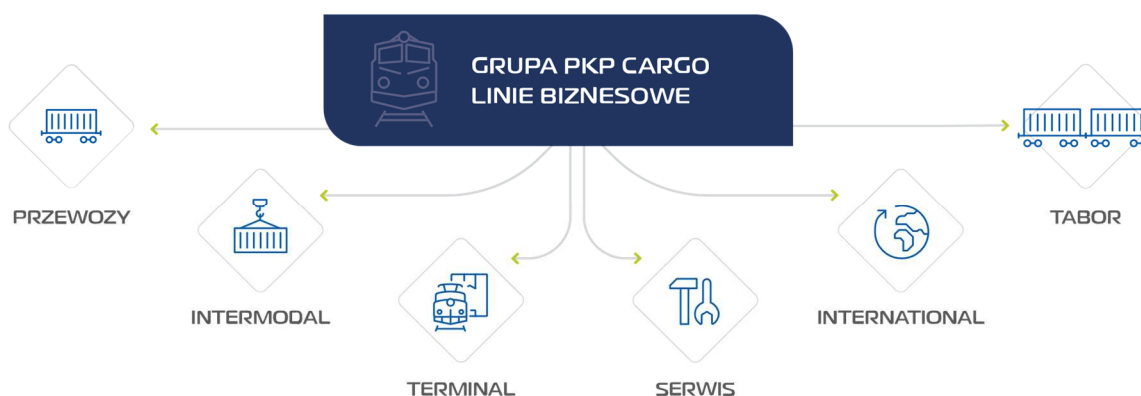 GRUPA PKP CARGO
LINIE BIZNESOWE
PRZEWOZY
INTERMODAL
TERMINAL
SERWIS
INTERNATIONAL
TABOR